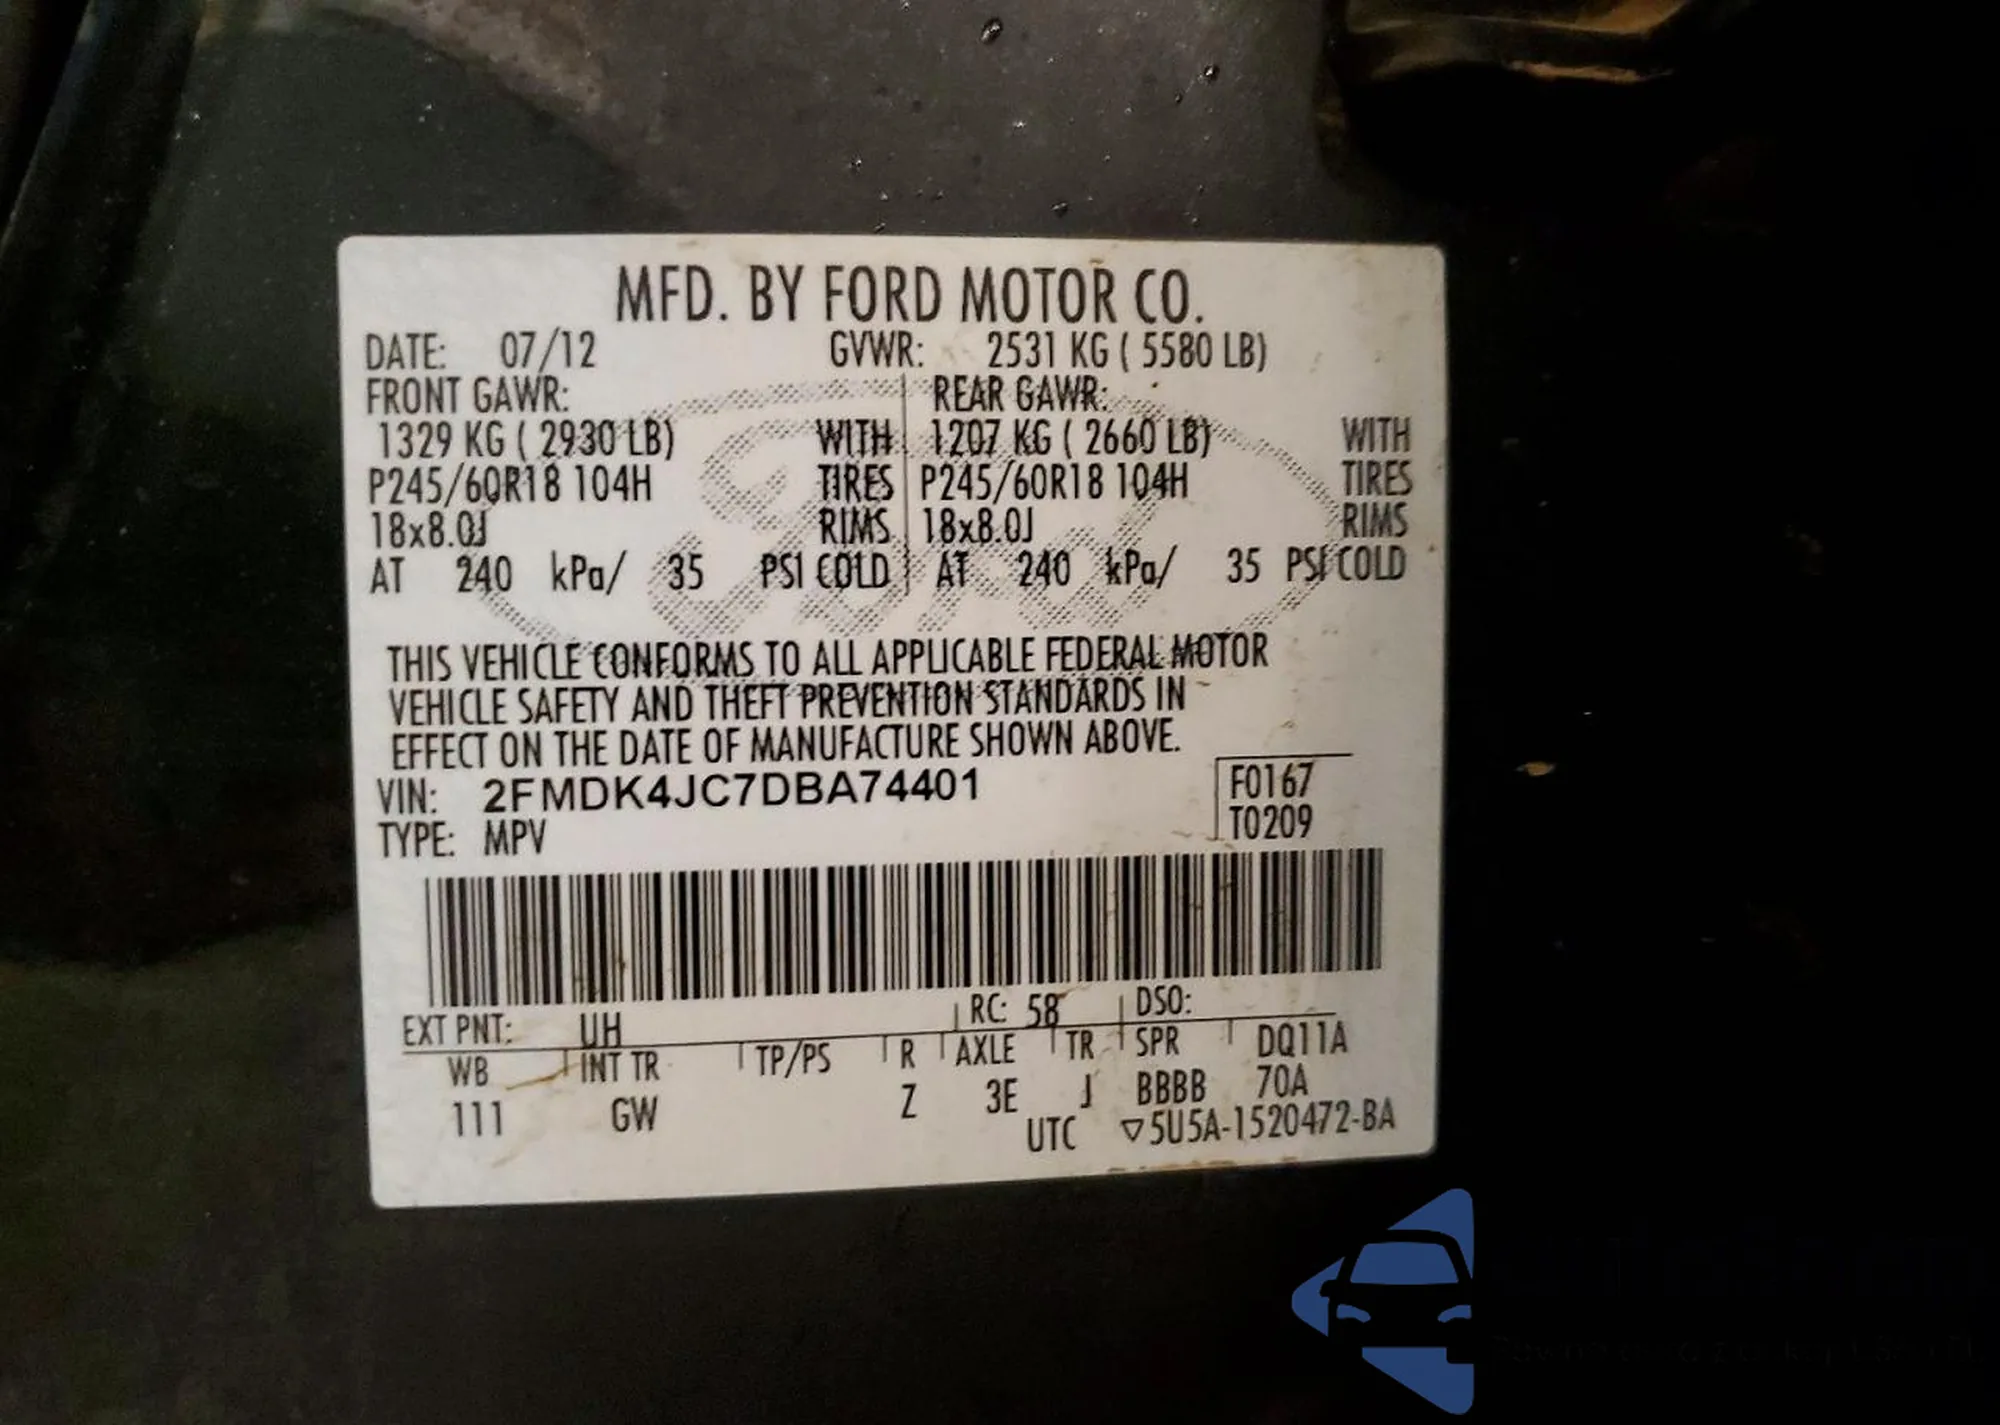 MFD. BY FORD MOTOR CO.
DATE: 07/12 GVWR: 2531 KG ( 5580 LB)
FRONT GAWR: REAR GAWR:
1329 KG ( 2930 LB) WITH 1207 KG ( 2660 LB) WITH
P245/60R18 104H TIRES P245/60R18 104H TIRES
18x8.0J RIMS 18x8.0J RIMS
AT 240 kPa/ 35 PSI COLD AT 240 kPa/ 35 PSI COLD
THIS VEHICLE CONFORMS TO ALL APPLICABLE FEDERAL MOTOR
VEHICLE SAFETY AND THEFT PREVENTION STANDARDS IN
EFFECT ON THE DATE OF MANUFACTURE SHOWN ABOVE.
VIN: 2FMDK4JC7DBA74401 F0167
TYPE: MPV T0209
EXT PNT: UH RC: 58 DSO:
WB INT TR TP/PS R AXLE TR SPR DQ11A
111 GW Z 3E J BBBB 70A
UTC ▽5U5A-1520472-BA